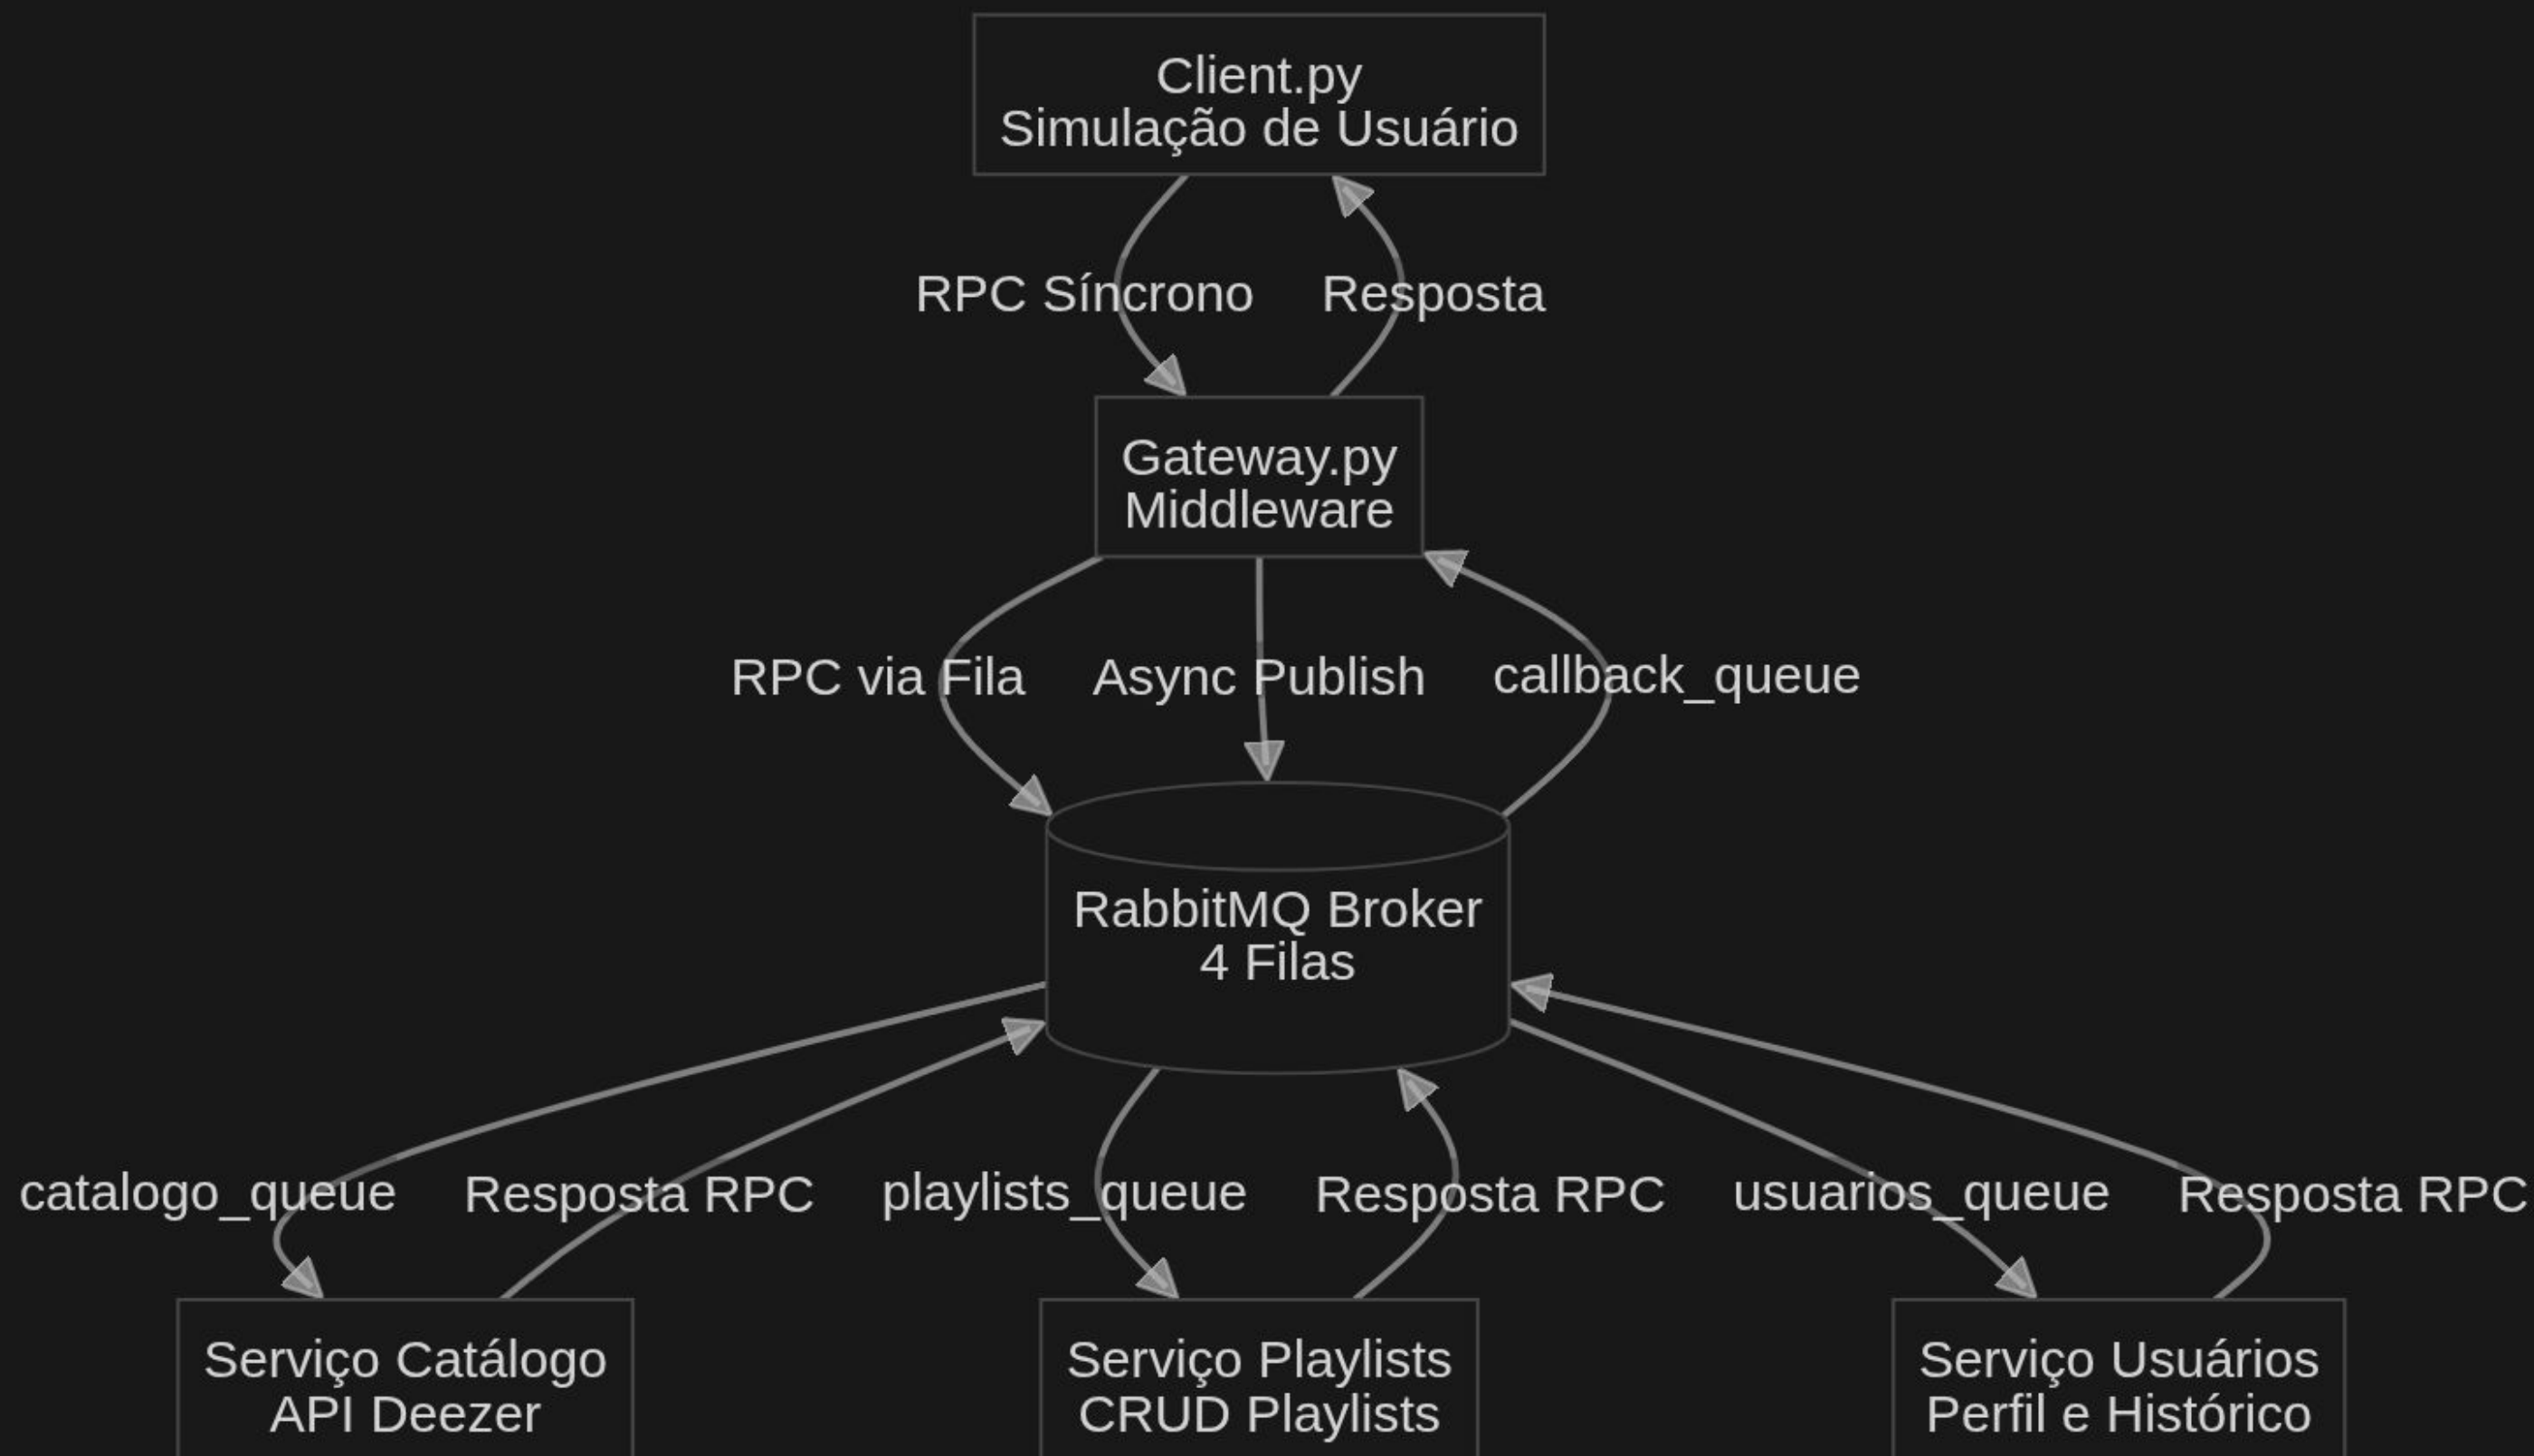 Client.py
Simulação de Usuário
RPC Síncrono
Resposta
Gateway.py
Middleware
RPC via Fila
Async Publish
callback_queue
RabbitMQ Broker
4 Filas
catalogo_queue
Resposta RPC
playlists_queue
Resposta RPC
usuarios_queue
Resposta RPC
Serviço Catálogo
API Deezer
Serviço Playlists
CRUD Playlists
Serviço Usuários
Perfil e Histórico